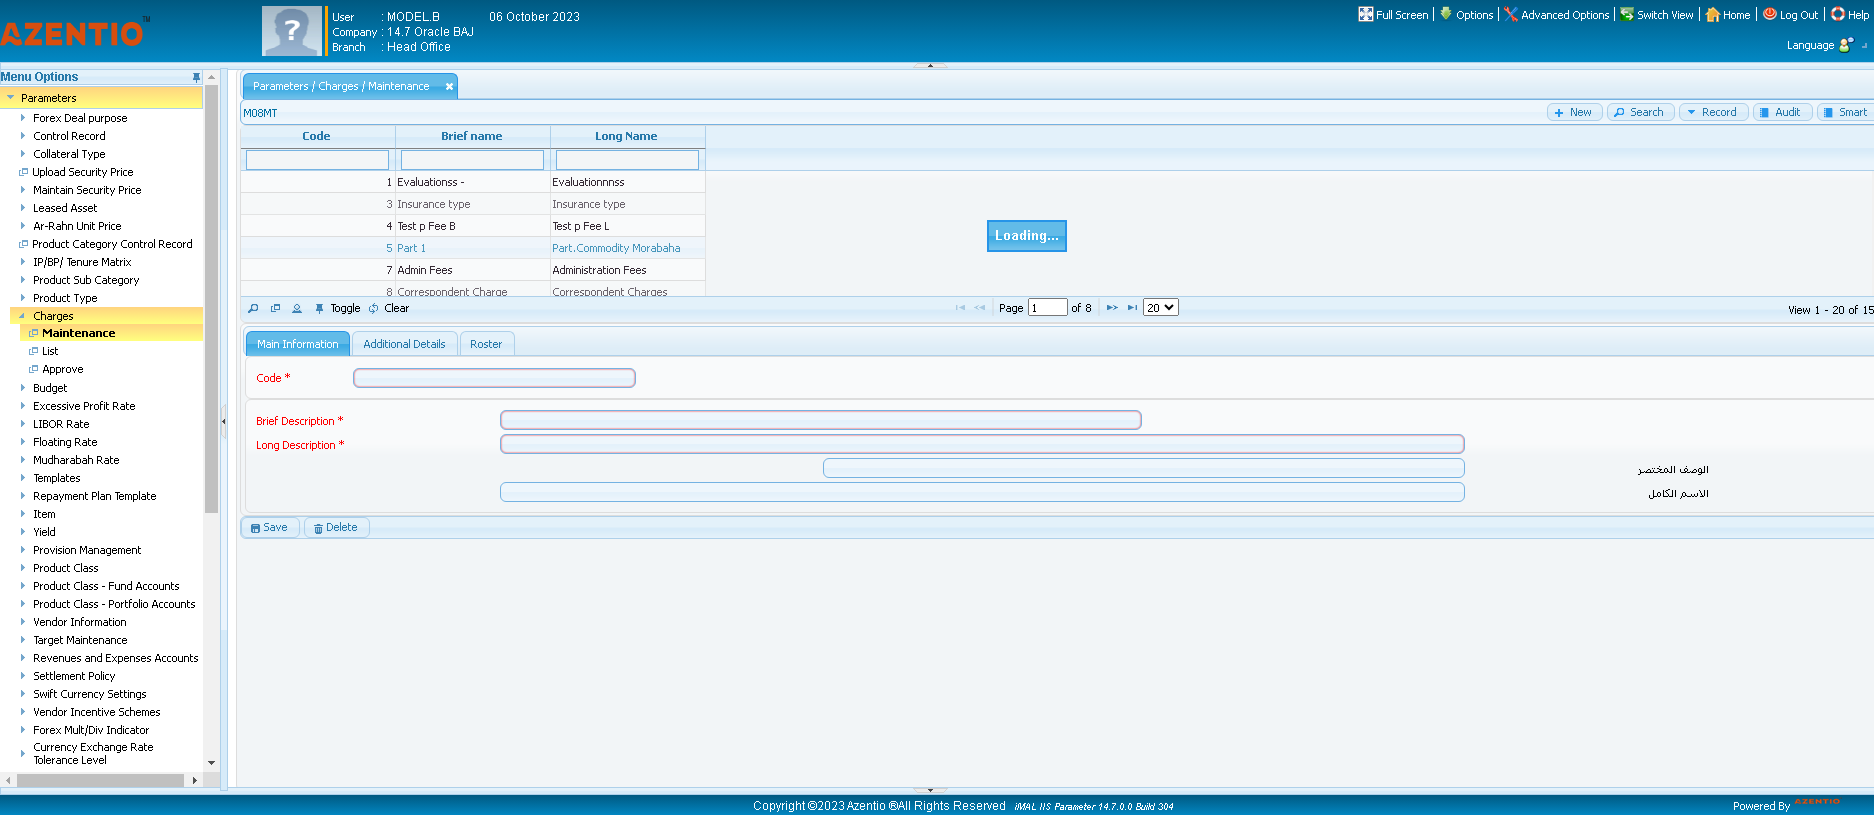 AZENTIO™
User : MODEL.B 06 October 2023
Company : 14.7 Oracle BAJ
Branch : Head Office
Full Screen Options Advanced Options Switch View Home Log Out Help
Language
Menu Options
Parameters
Forex Deal purpose
Control Record
Collateral Type
Upload Security Price
Maintain Security Price
Leased Asset
Ar-Rahn Unit Price
Product Category Control Record
IP/BP/ Tenure Matrix
Product Sub Category
Product Type
Charges
Maintenance
List
Approve
Budget
Excessive Profit Rate
LIBOR Rate
Floating Rate
Mudharabah Rate
Templates
Repayment Plan Template
Item
Yield
Provision Management
Product Class
Product Class - Fund Accounts
Product Class - Portfolio Accounts
Vendor Information
Target Maintenance
Revenues and Expenses Accounts
Settlement Policy
Swift Currency Settings
Vendor Incentive Schemes
Forex Mult/Div Indicator
Currency Exchange Rate
Tolerance Level
Parameters / Charges / Maintenance
M08MT
New Search Record Audit Smart
Code Brief name Long Name
1 Evaluationss - Evaluationnnss
3 Insurance type Insurance type
4 Test p Fee B Test p Fee L
5 Part 1 Part.Commodity Morabaha
7 Admin Fees Administration Fees
8 Correspondent Charge Correspondent Charges
Loading...
Toggle Clear Page 1 of 8 20 View 1 - 20 of 15
Main Information Additional Details Roster
Code *
Brief Description *
Long Description *
الوصف المختصر
الاسم الكامل
Save Delete
Copyright ©2023 Azentio ®All Rights Reserved iMAL IIS Parameter 14.7.0.0 Build 304
Powered By AZENTIO